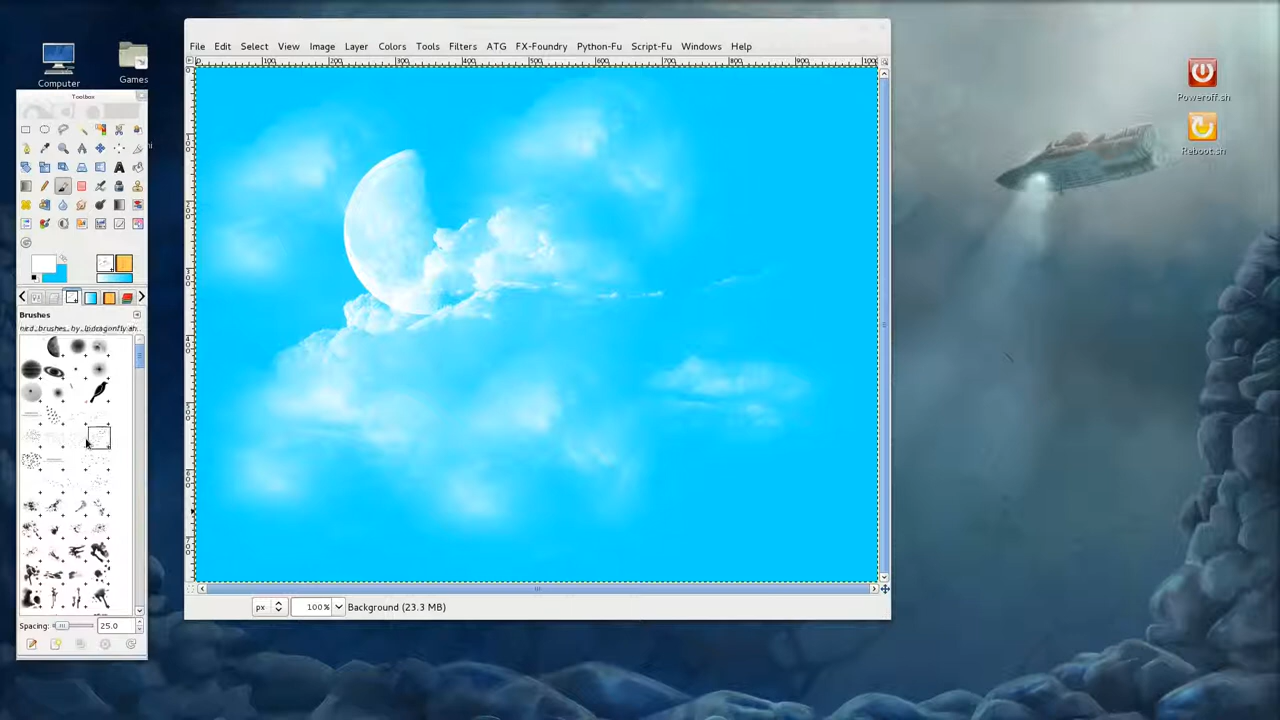 File Edit Select View Image Layer Colors Tools Filters ATG FX-Foundry Python-Fu Script-Fu Windows Help
Computer
Games
Poweroff.sh
Reboot.sh
Toolbox
Brushes
Spacing: 25.0
px 100% Background (23.3 MB)